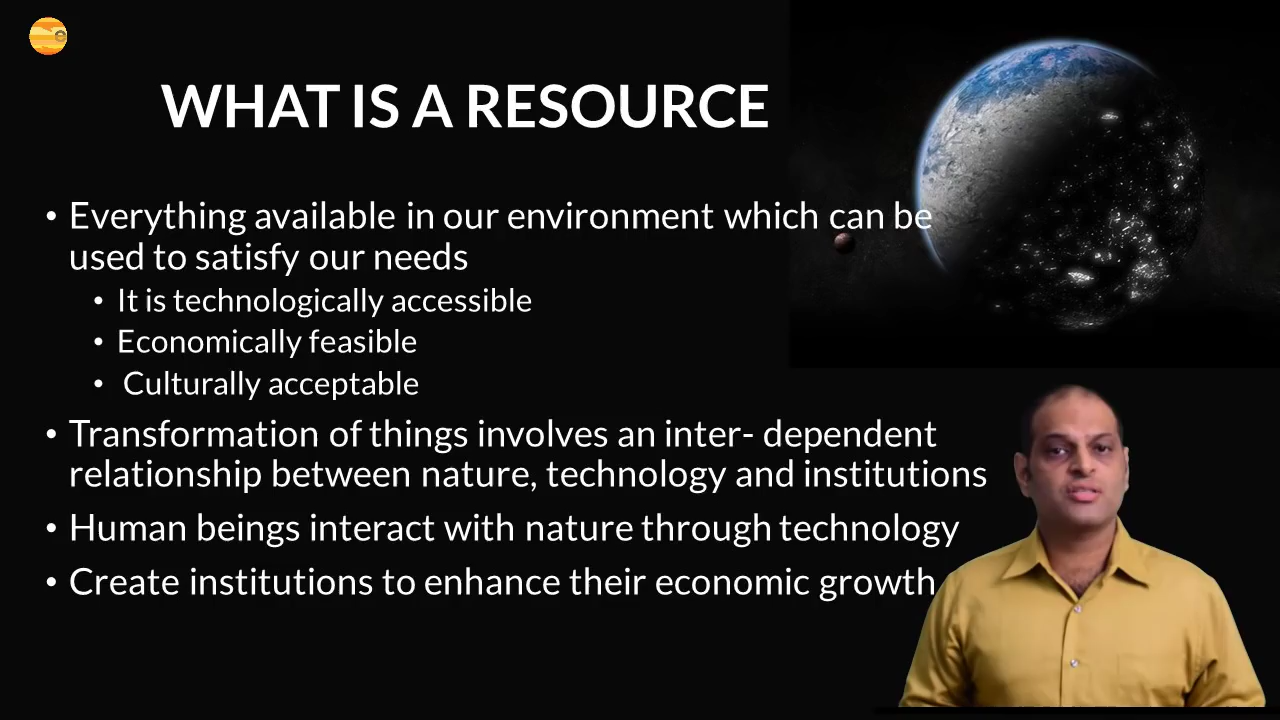 WHAT IS A RESOURCE
• Everything available in our environment which can be
used to satisfy our needs
• It is technologically accessible
• Economically feasible
• Culturally acceptable
• Transformation of things involves an inter- dependent
relationship between nature, technology and institutions
• Human beings interact with nature through technology
• Create institutions to enhance their economic growth